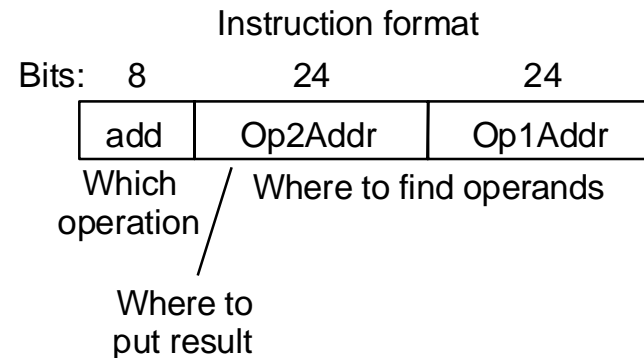 Instruction format
Bits: 8 24 24
add Op2Addr Op1Addr
Which operation
Where to find operands
Where to put result